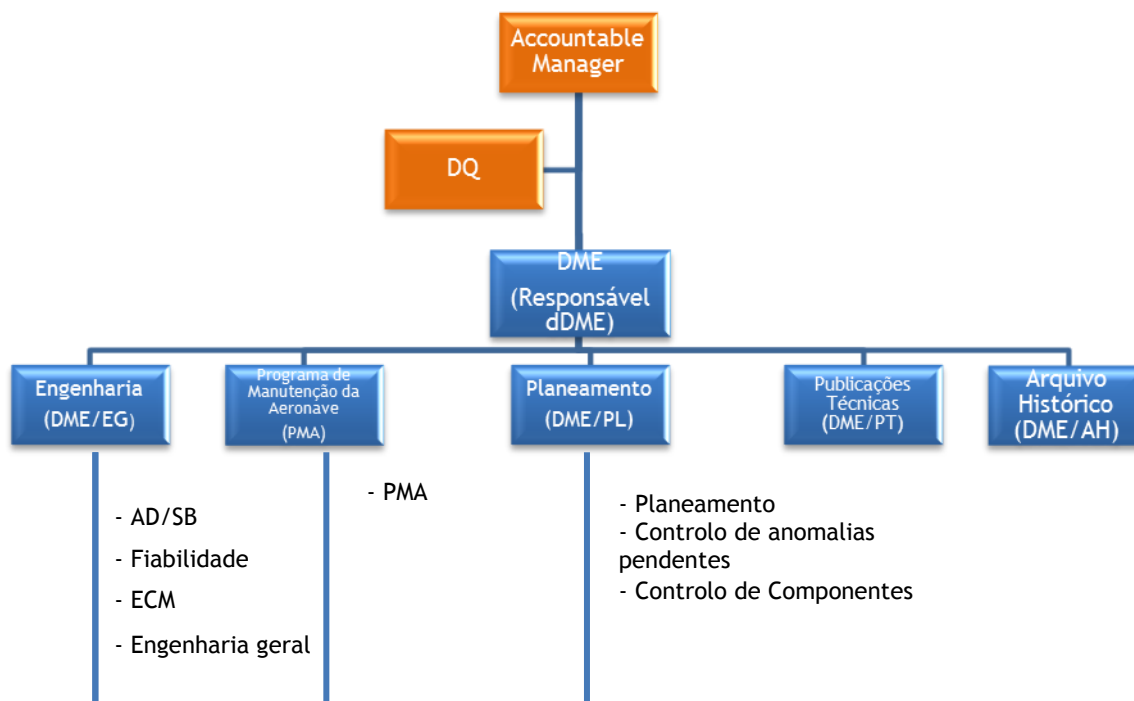 Accountable
Manager
DQ
DME
(Responsável
dDME)
Engenharia
(DME/EG)
Programa de
Manutenção da
Aeronave
(PMA)
Planeamento
(DME/PL)
Publicações
Técnicas
(DME/PT)
Arquivo
Histórico
(DME/AH)
- AD/SB
- Fiabilidade
- ECM
- Engenharia geral
- PMA
- Planeamento
- Controlo de anomalias
pendentes
- Controlo de Componentes